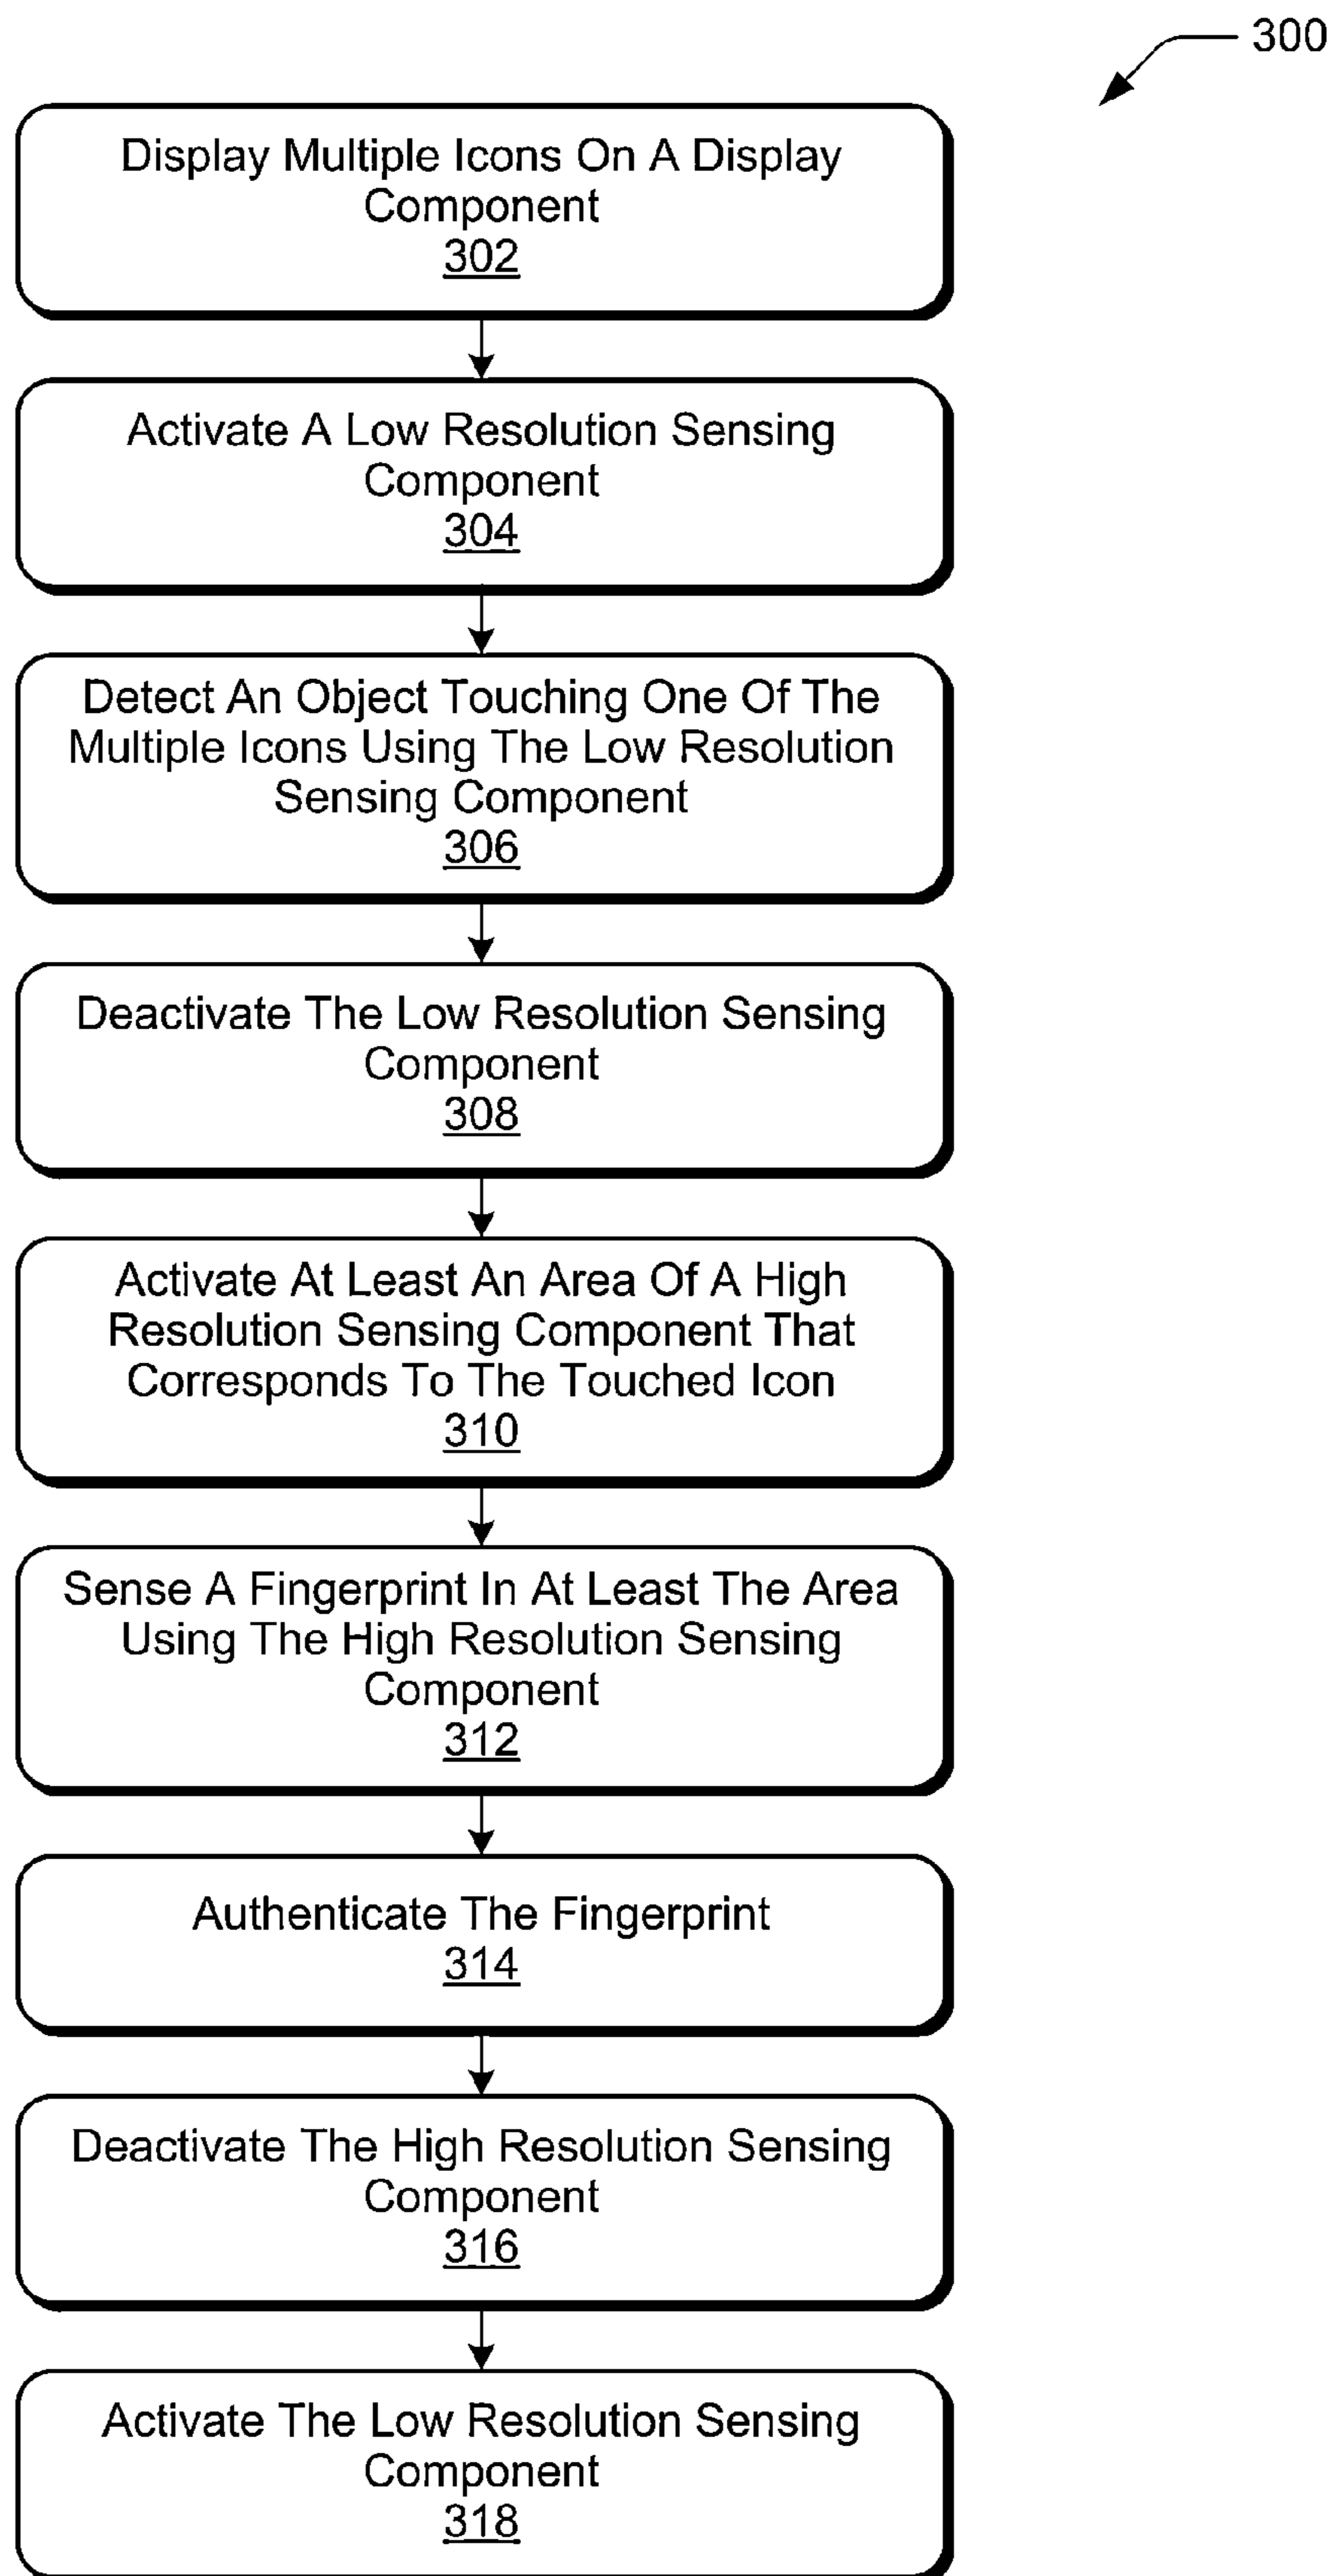 300
Display Multiple Icons On A Display
Component
302
Activate A Low Resolution Sensing
Component
304
Detect An Object Touching One Of The
Multiple Icons Using The Low Resolution
Sensing Component
306
Deactivate The Low Resolution Sensing
Component
308
Activate At Least An Area Of A High
Resolution Sensing Component That
Corresponds To The Touched Icon
310
Sense A Fingerprint In At Least The Area
Using The High Resolution Sensing
Component
312
Authenticate The Fingerprint
314
Deactivate The High Resolution Sensing
Component
316
Activate The Low Resolution Sensing
Component
318